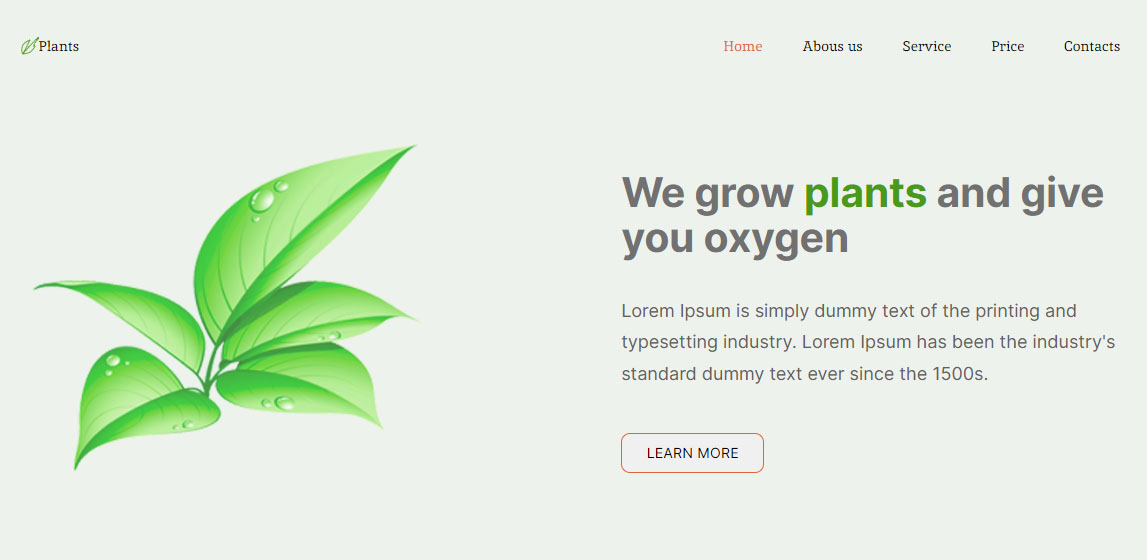 Plants
Home Abous us Service Price Contacts
We grow plants and give
you oxygen
Lorem Ipsum is simply dummy text of the printing and
typesetting industry. Lorem Ipsum has been the industry's
standard dummy text ever since the 1500s.
LEARN MORE